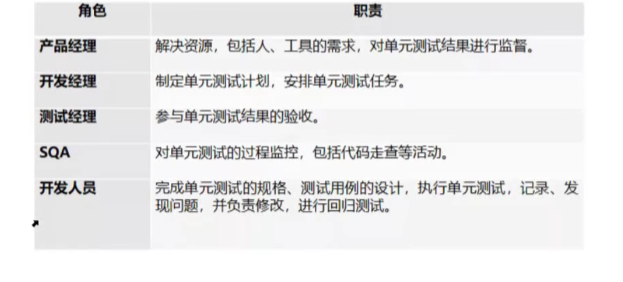 角色 职责
产品经理 解决资源，包括人、工具的需求，对单元测试结果进行监督。
开发经理 制定单元测试计划，安排单元测试任务。
测试经理 参与单元测试结果的验收。
SQA 对单元测试的过程监控，包括代码走查等活动。
开发人员 完成单元测试的规格、测试用例的设计，执行单元测试，记录、发
现问题，并负责修改，进行回归测试。